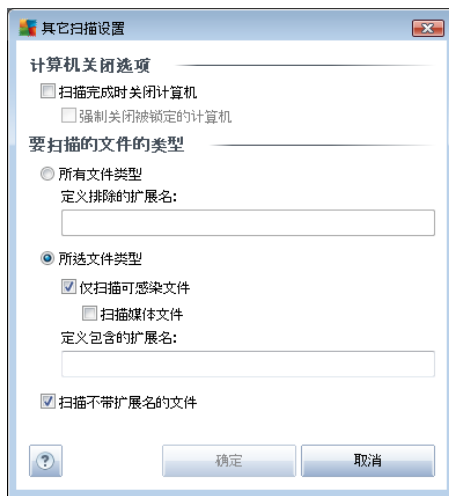 其它扫描设置
计算机关闭选项
扫描完成时关闭计算机
强制关闭被锁定的计算机
要扫描的文件的类型
所有文件类型
定义排除的扩展名:
所选文件类型
仅扫描可感染文件
扫描媒体文件
定义包含的扩展名:
扫描不带扩展名的文件
?
确定
取消